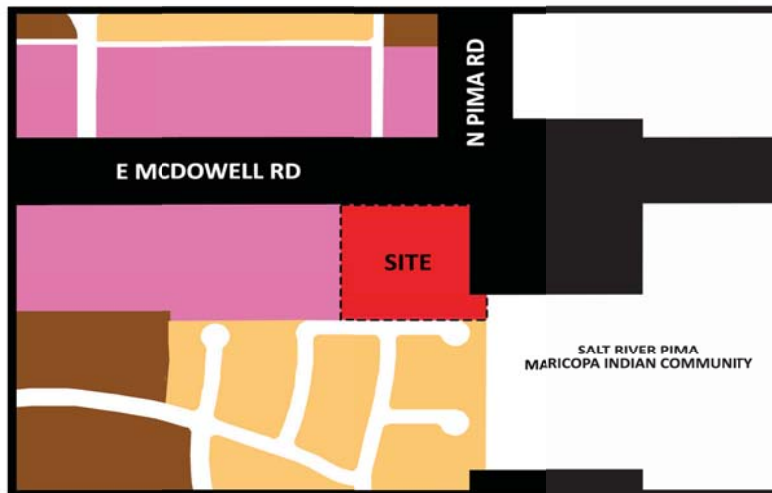 N PIMA RD
E MCDOWELL RD
SITE
SALT RIVER PIMA
MARICOPA INDIAN COMMUNITY